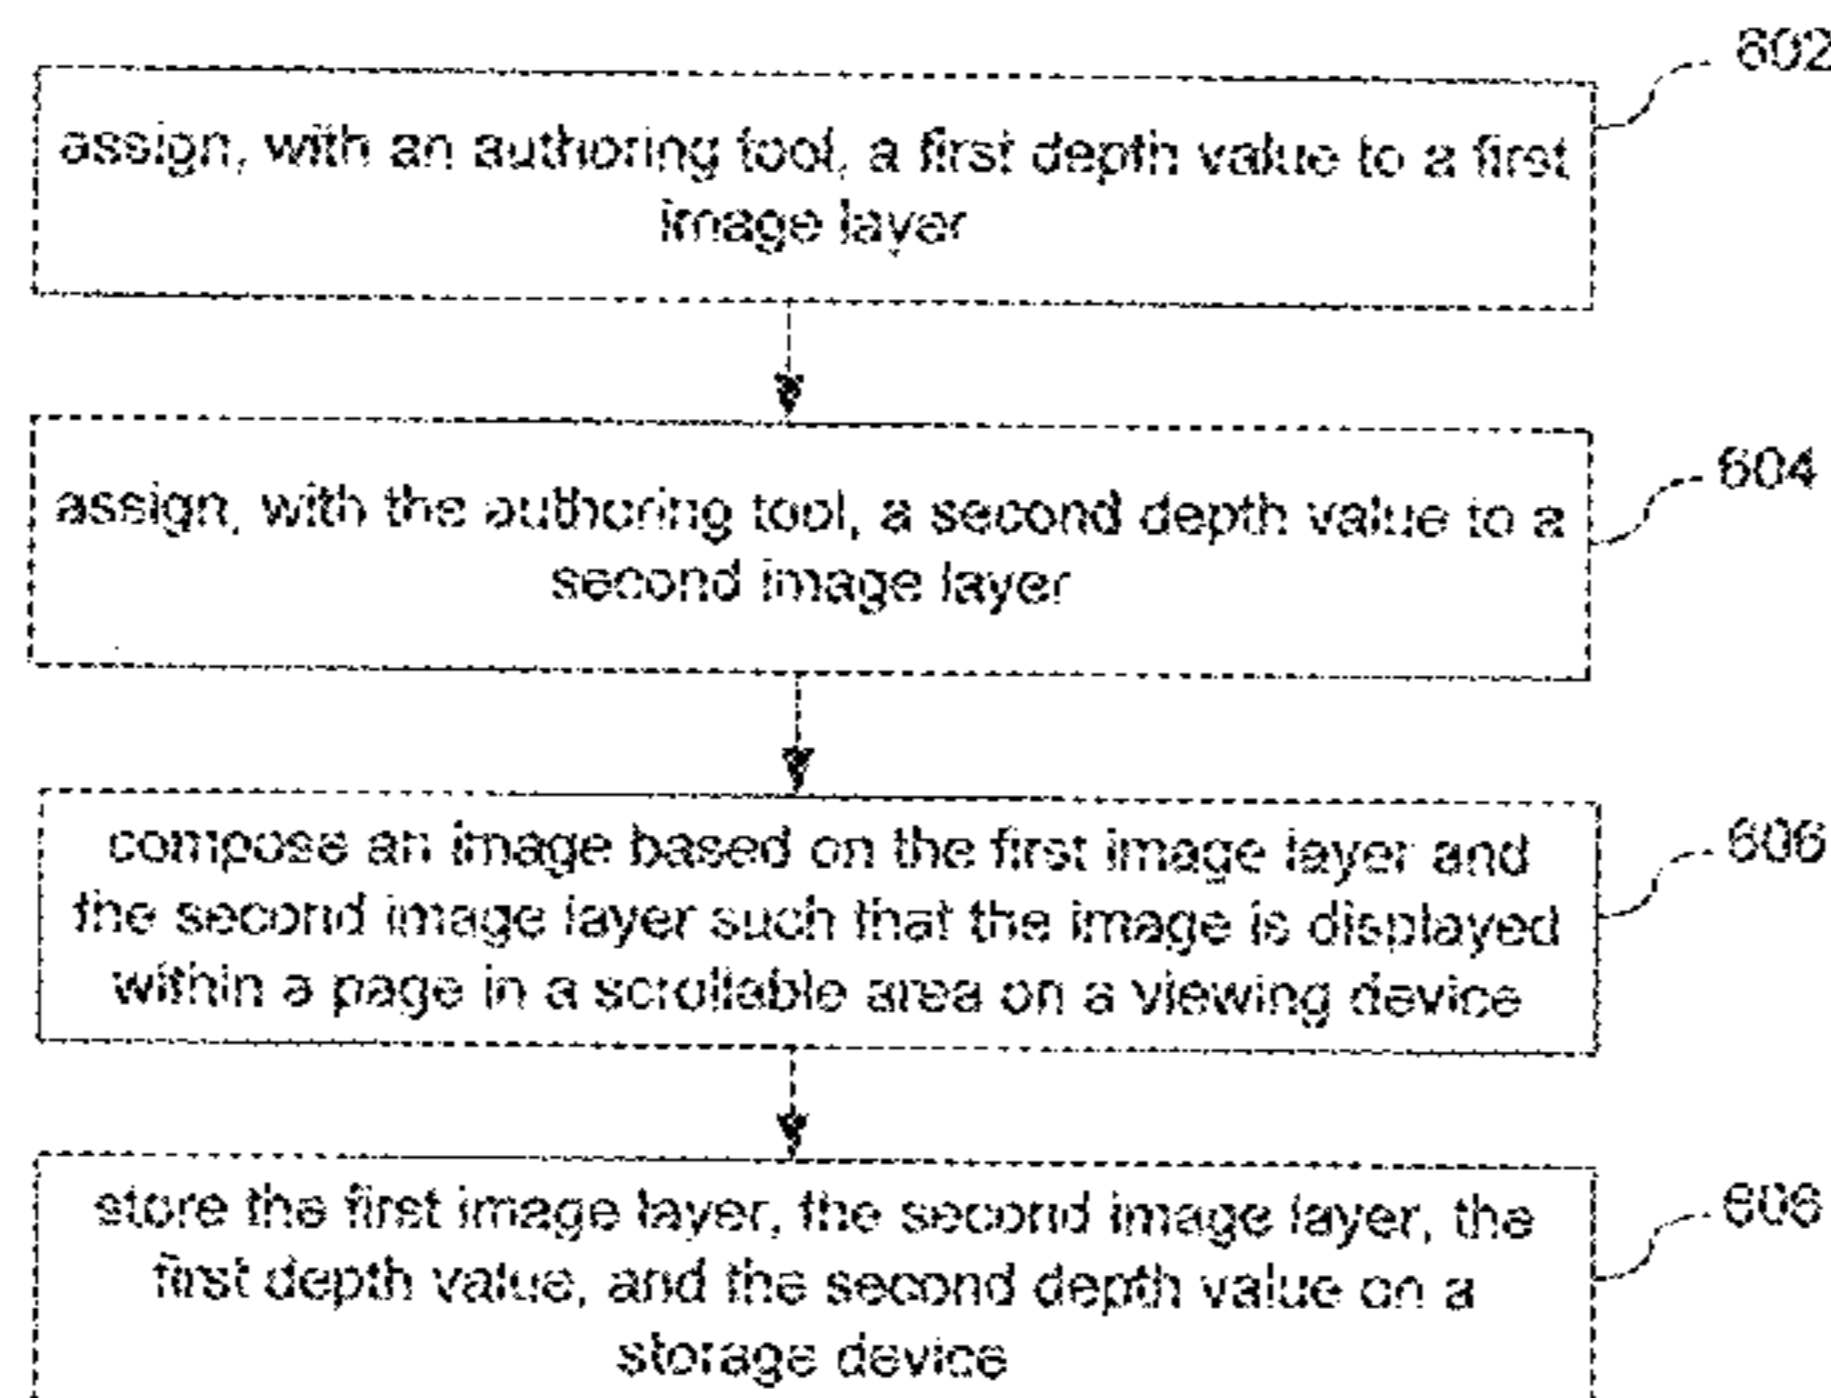 602
assign, with an authoring tool, a first depth value to a first
image layer
604
assign, with the authoring tool, a second depth value to a
second image layer
606
compose an image based on the first image layer and
the second image layer such that the image is displayed
within a page in a scrollable area on a viewing device
store the first image layer, the second image layer, the
first depth value, and the second depth value on a
storage device